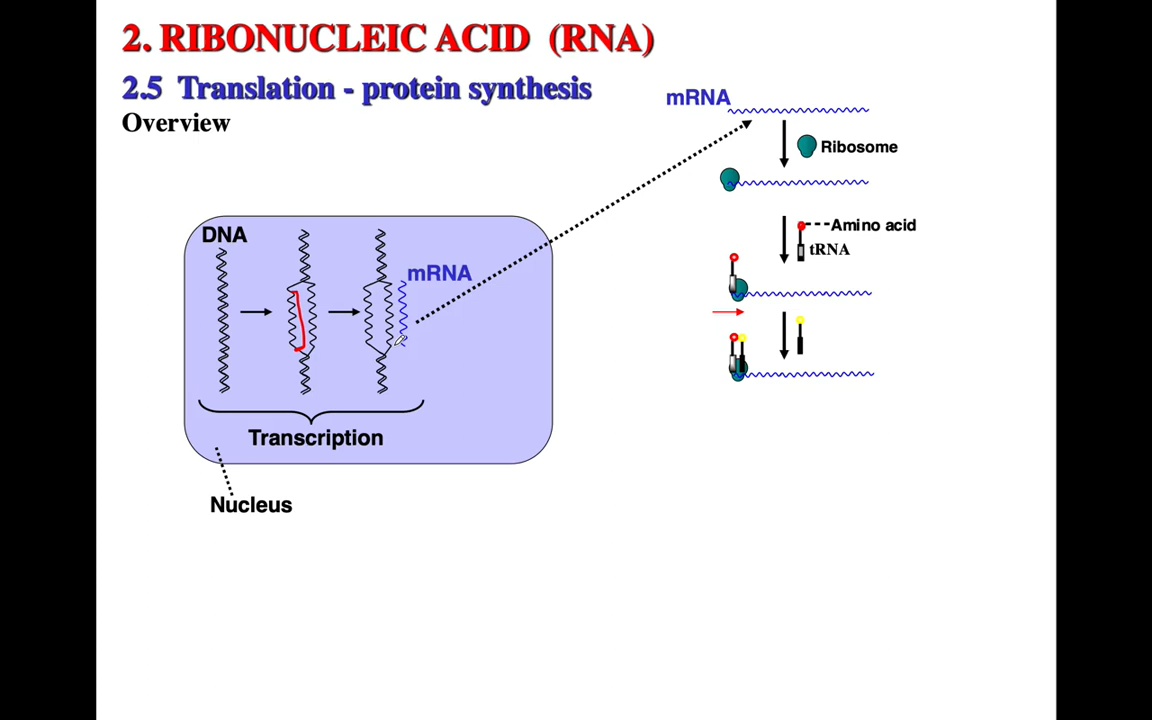 2. RIBONUCLEIC ACID (RNA)
2.5 Translation - protein synthesis
Overview
mRNA
Ribosome
Amino acid
tRNA
DNA
mRNA
Transcription
Nucleus